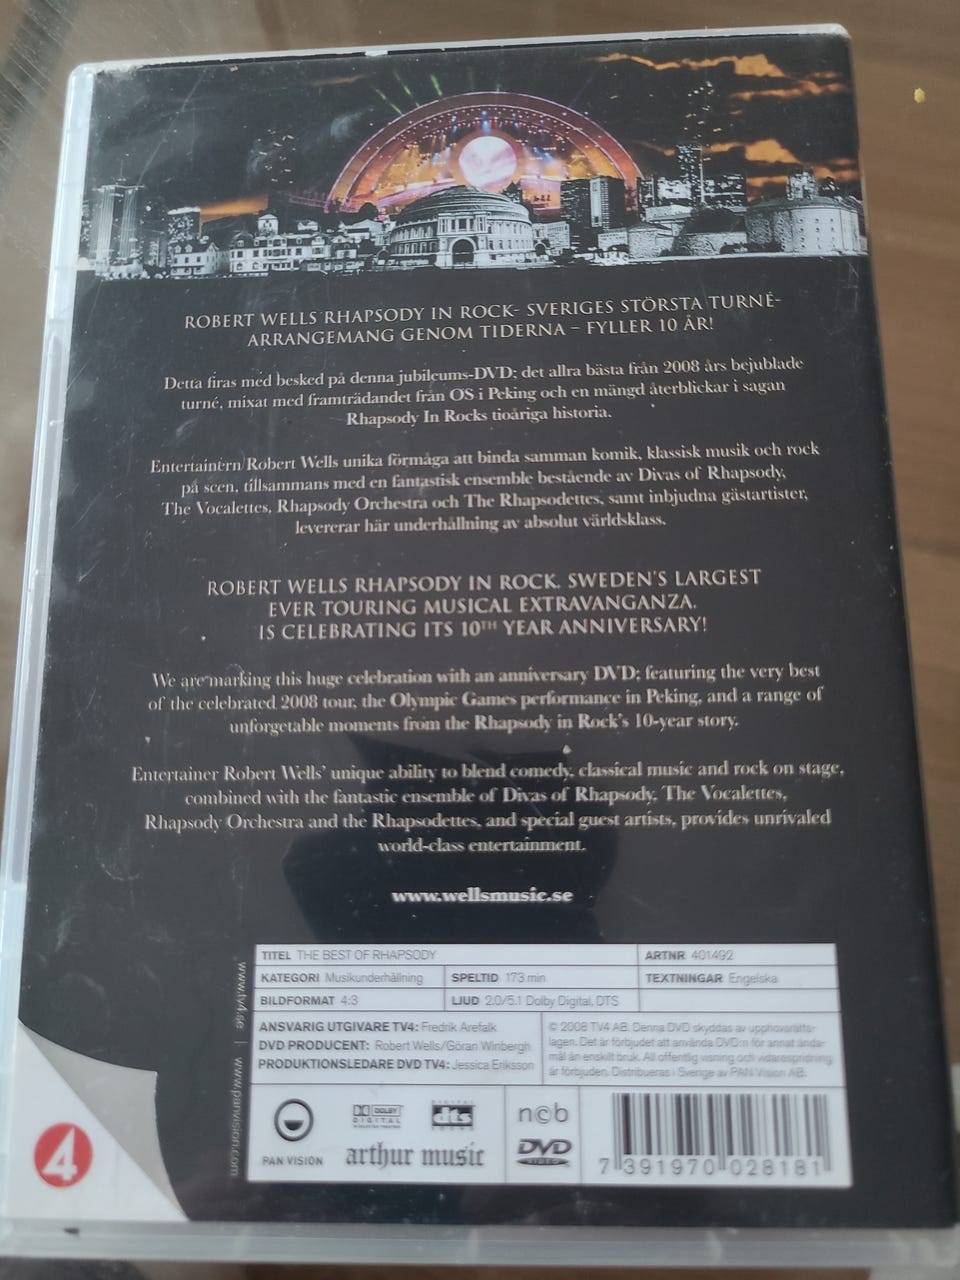 ROBERT WELLS RHAPSODY IN ROCK- SVERIGES STÖRSTA TURNÉ-
ARRANGEMANG GENOM TIDERNA – FYLLER 10 ÅR!
Detta firas med besked på denna jubileums-DVD; det allra bästa från 2008 års bejublade
turné, mixat med framträdandet från OS i Peking och en mängd återblickar i sagan
Rhapsody In Rocks tioåriga historia.
Entertainern Robert Wells unika förmåga att binda samman komik, klassisk musik och rock
på scen, tillsammans med en fantastisk ensemble bestående av Divas of Rhapsody,
The Vocalettes, Rhapsody Orchestra och The Rhapsodettes, samt inbjudna gästartister,
levererar här underhållning av absolut världsklass.
ROBERT WELLS RHAPSODY IN ROCK. SWEDEN'S LARGEST
EVER TOURING MUSICAL EXTRAVANGANZA,
IS CELEBRATING ITS 10TH YEAR ANNIVERSARY!
We are marking this huge celebration with an anniversary DVD; featuring the very best
of the celebrated 2008 tour, the Olympic Games performance in Peking, and a range of
unforgetable moments from the Rhapsody in Rock's 10-year story.
Entertainer Robert Wells' unique ability to blend comedy, classical music and rock on stage,
combined with the fantastic ensemble of Divas of Rhapsody, The Vocalettes,
Rhapsody Orchestra and the Rhapsodettes, and special guest artists, provides unrivaled
world-class entertainment.
www.wellsmusic.se
TITEL THE BEST OF RHAPSODY ARTNR 401492
KATEGORI Musikunderhållning SPELTID 173 min TEXTNINGAR Engelska
BILDFORMAT 4:3 LJUD 2.0/5.1 Dolby Digital, DTS
ANSVARIG UTGIVARE TV4: Fredrik Arefalk
DVD PRODUCENT: Robert Wells/Göran Winbergh
PRODUKTIONSLEDARE DVD TV4: Jessica Eriksson
© 2008 TV4 AB. Denna DVD skyddas av upphovsrätts-
lagen. Det är förbjudet att använda DVD:n för annat ända-
mål än enskilt bruk. All offentlig visning och vidarespridning
är förbjuden. Distribueras i Sverige av PAN Vision AB.
www.tv4.se | www.panvision.com
4
PAN VISION
DOLBY
DIGITAL
DIGITAL
dts
arthur music
ncb
DVD
VIDEO
7 391970 028181